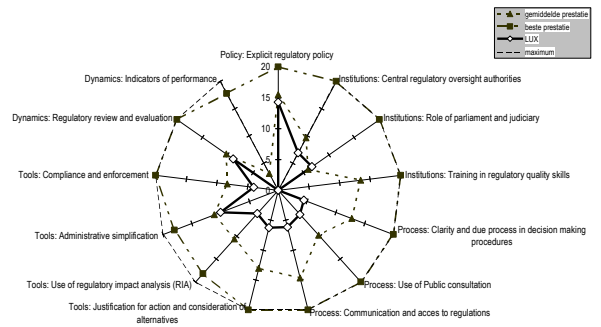 gemiddelde prestatie
beste prestatie
LUX
maximum
Policy: Explicit regulatory policy
20
15
10
5
0
Institutions: Central regulatory oversight authorities
Institutions: Role of parliament and judiciary
Institutions: Training in regulatory quality skills
Process: Clarity and due process in decision making
procedures
Process: Use of Public consultation
Process: Communication and acces to regulations
Tools: Justification for action and consideration of
alternatives
Tools: Use of regulatory impact analysis (RIA)
Tools: Administrative simplification
Tools: Compliance and enforcement
Dynamics: Regulatory review and evaluation
Dynamics: Indicators of performance